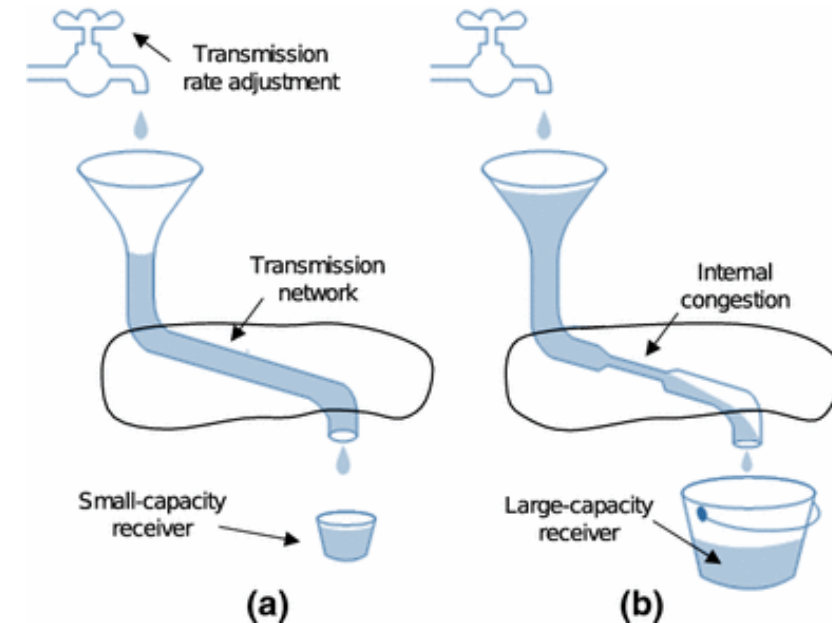 Transmission
rate adjustment
Transmission
network
Small-capacity
receiver
(a)
Internal
congestion
Large-capacity
receiver
(b)